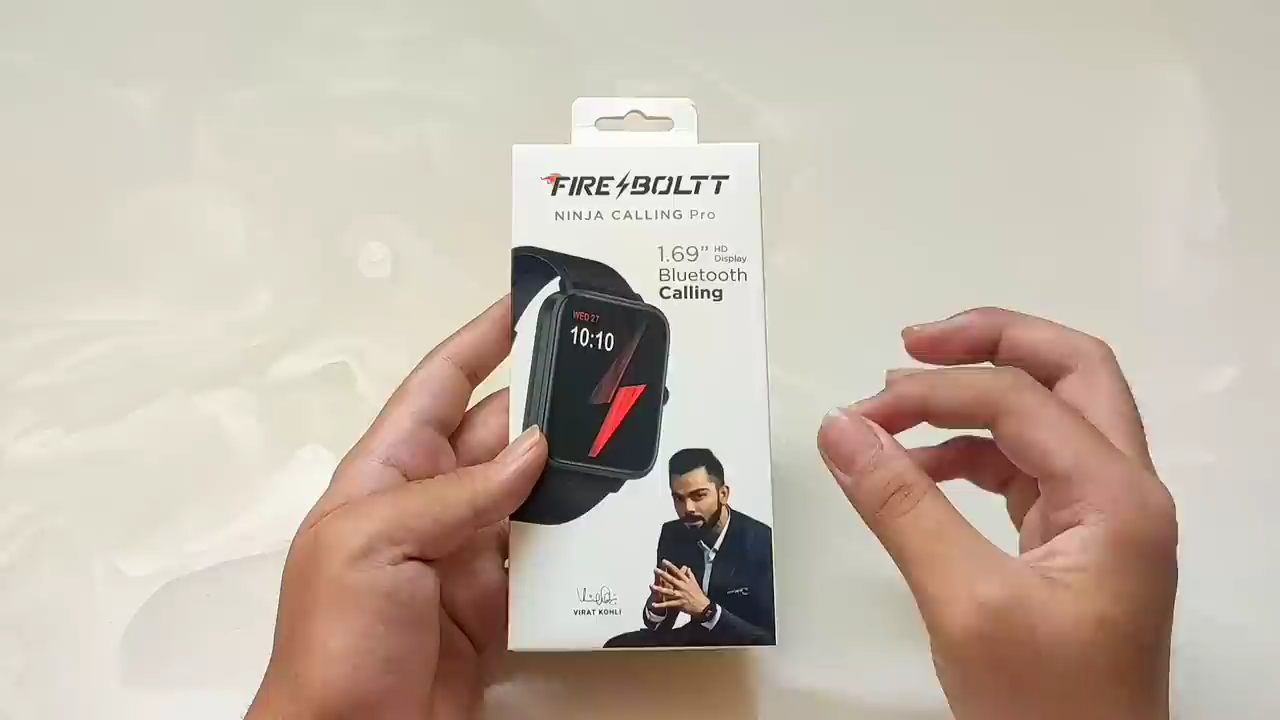 FIRE BOLTT
NINJA CALLING Pro
1.69" HD Display
Bluetooth
Calling
WED 27
10:10
VIRAT KOHLI